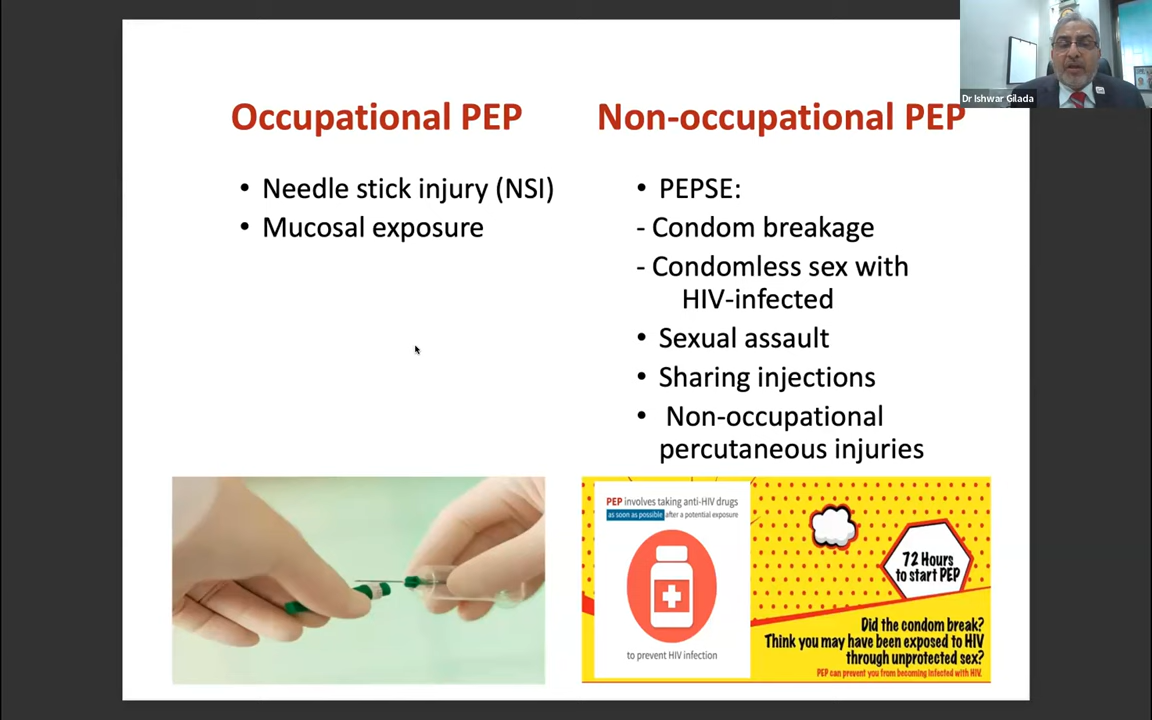 Dr Ishwar Gilada
Occupational PEP
• Needle stick injury (NSI)
• Mucosal exposure
Non-occupational PEP
• PEPSE:
- Condom breakage
- Condomless sex with
HIV-infected
• Sexual assault
• Sharing injections
• Non-occupational
percutaneous injuries
PEP involves taking anti-HIV drugs
as soon as possible after a potential exposure
to prevent HIV infection
72 Hours
to start PEP
Did the condom break?
Think you may have been exposed to HIV
through unprotected sex?
PEP can prevent you from becoming infected with HIV.